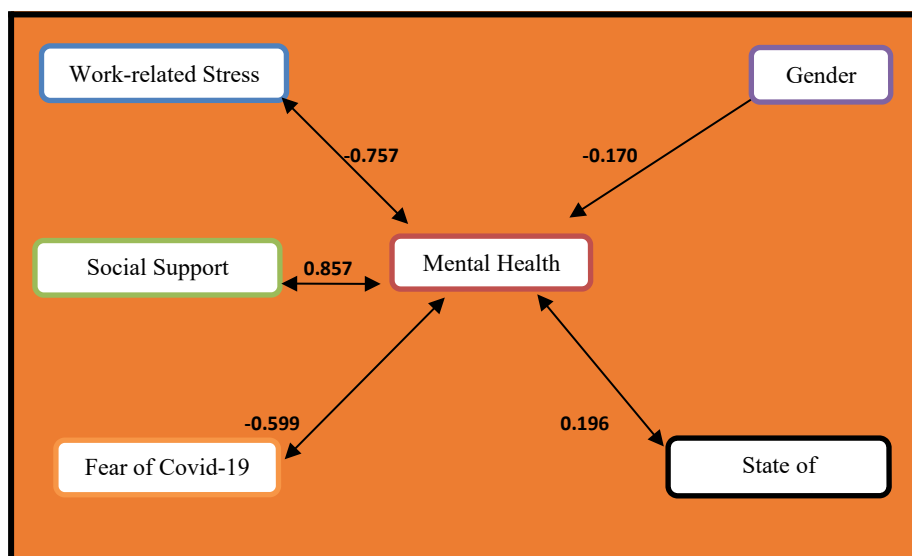 Work-related Stress
Gender
-0.757
-0.170
Social Support
0.857
Mental Health
-0.599
0.196
Fear of Covid-19
State of